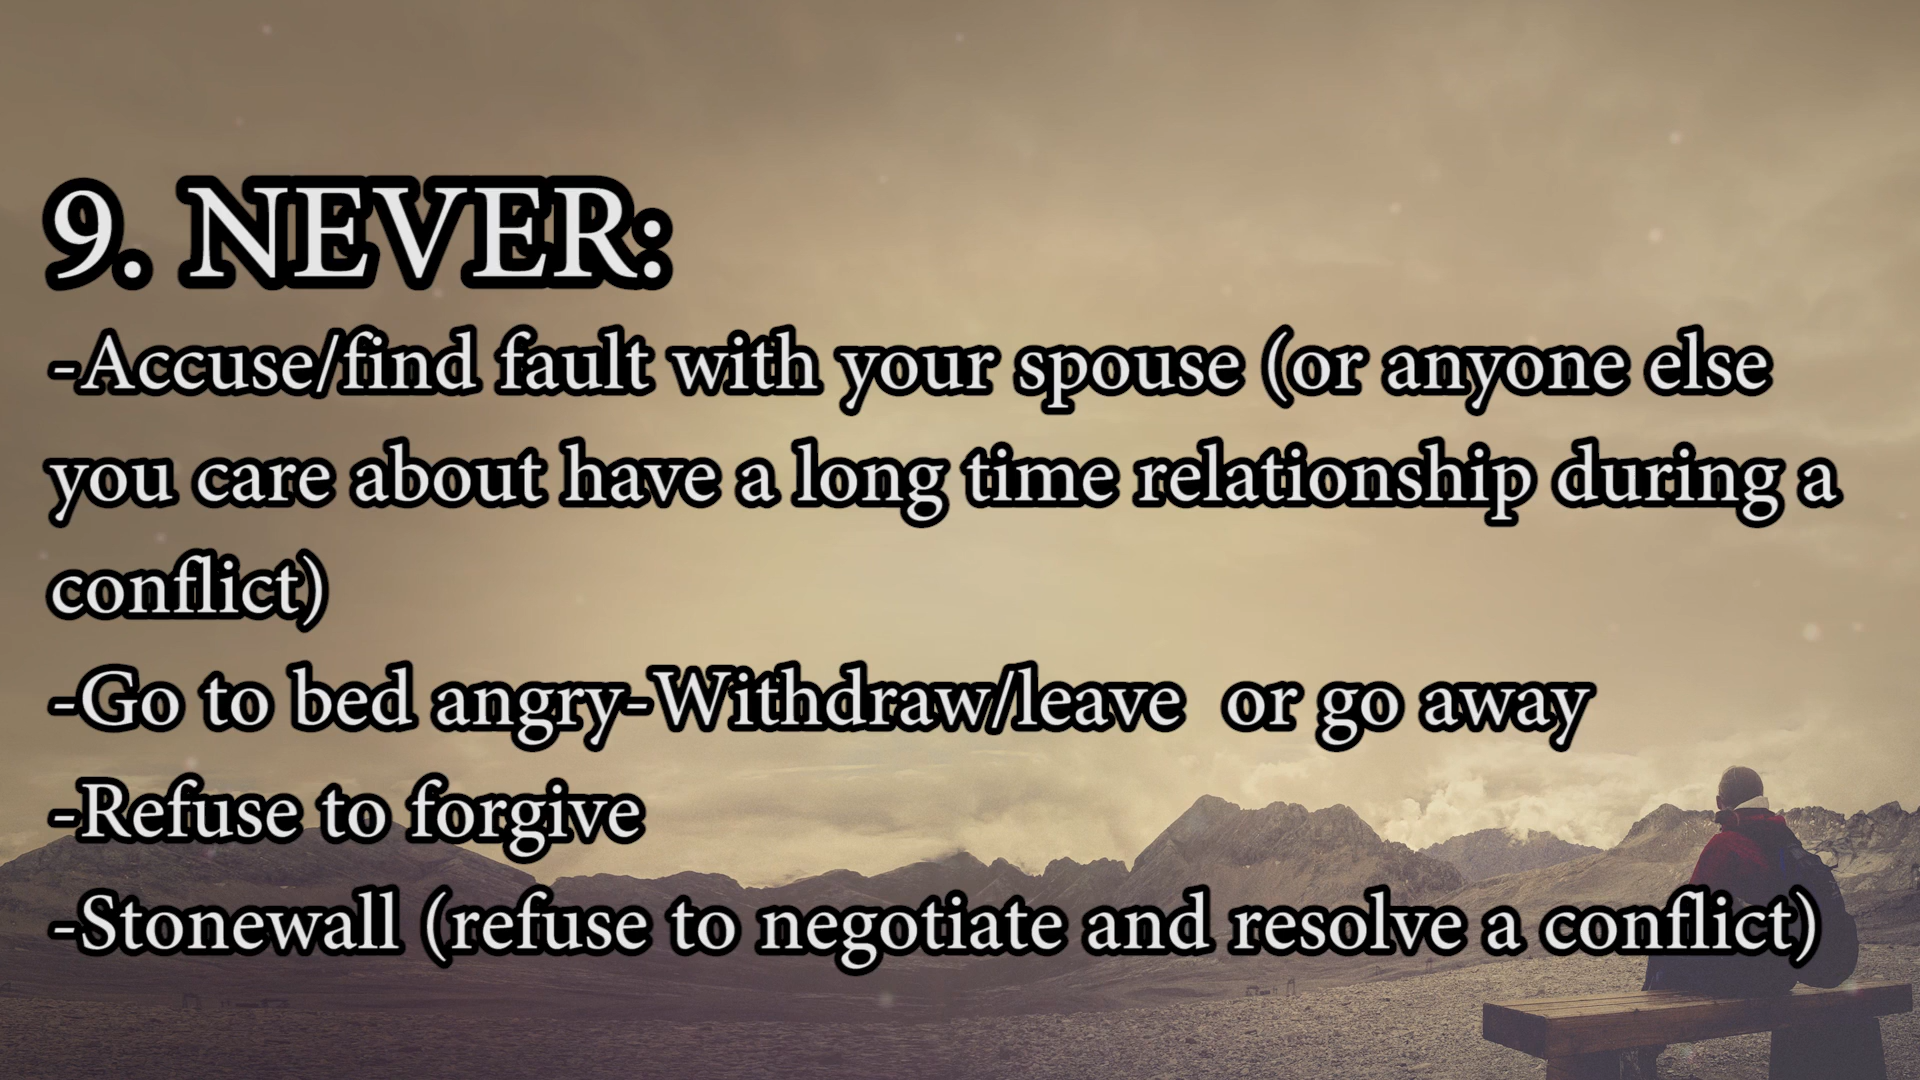 9. NEVER:
-Accuse/find fault with your spouse (or anyone else
you care about have a long time relationship during a
conflict)
-Go to bed angry-Withdraw/leave  or go away
-Refuse to forgive
-Stonewall (refuse to negotiate and resolve a conflict)